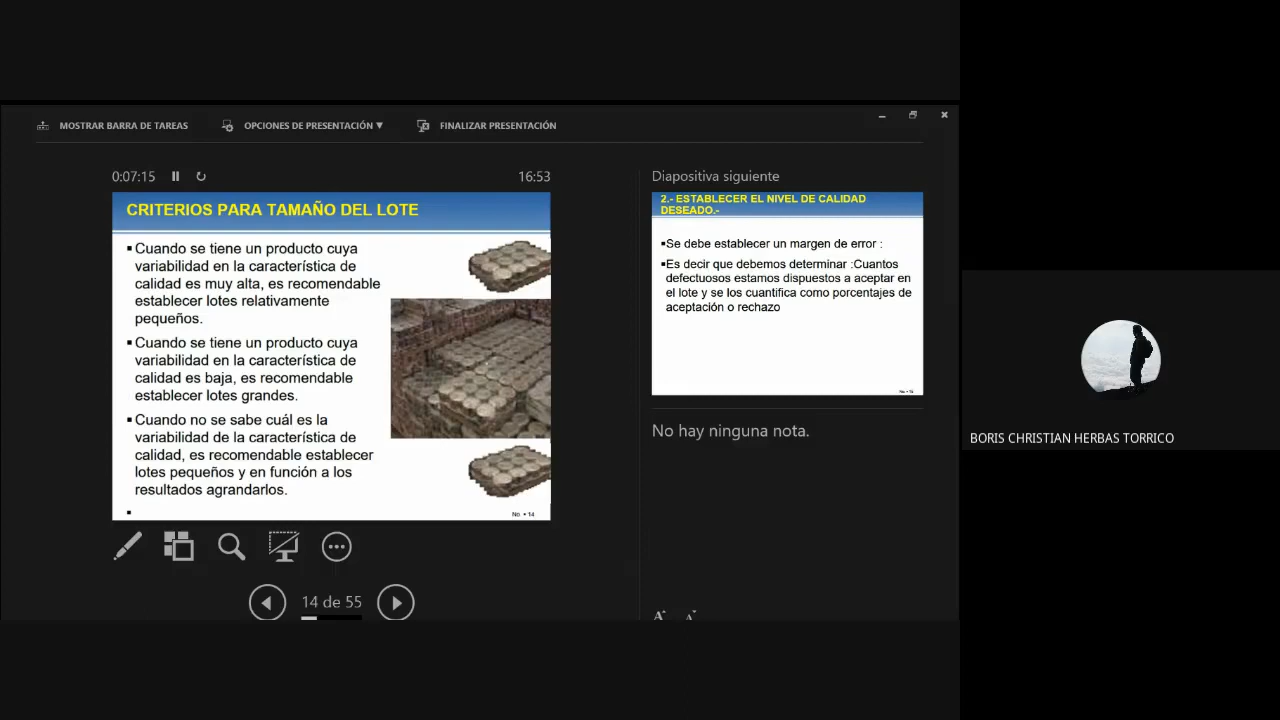 MOSTRAR BARRA DE TAREAS
OPCIONES DE PRESENTACIÓN ▼
FINALIZAR PRESENTACIÓN
0:07:15
16:53
CRITERIOS PARA TAMAÑO DEL LOTE
▪Cuando se tiene un producto cuya
variabilidad en la característica de
calidad es muy alta, es recomendable
establecer lotes relativamente
pequeños.
▪Cuando se tiene un producto cuya
variabilidad en la característica de
calidad es baja, es recomendable
establecer lotes grandes.
▪Cuando no se sabe cuál es la
variabilidad de la característica de
calidad, es recomendable establecer
lotes pequeños y en función a los
resultados agrandarlos.
▪
No. ▪ 14
14 de 55
Diapositiva siguiente
2.- ESTABLECER EL NIVEL DE CALIDAD
DESEADO.-
▪Se debe establecer un margen de error :
▪Es decir que debemos determinar :Cuantos
defectuosos estamos dispuestos a aceptar en
el lote y se los cuantifica como porcentajes de
aceptación o rechazo
No. ▪ 15
No hay ninguna nota.
A A
BORIS CHRISTIAN HERBAS TORRICO